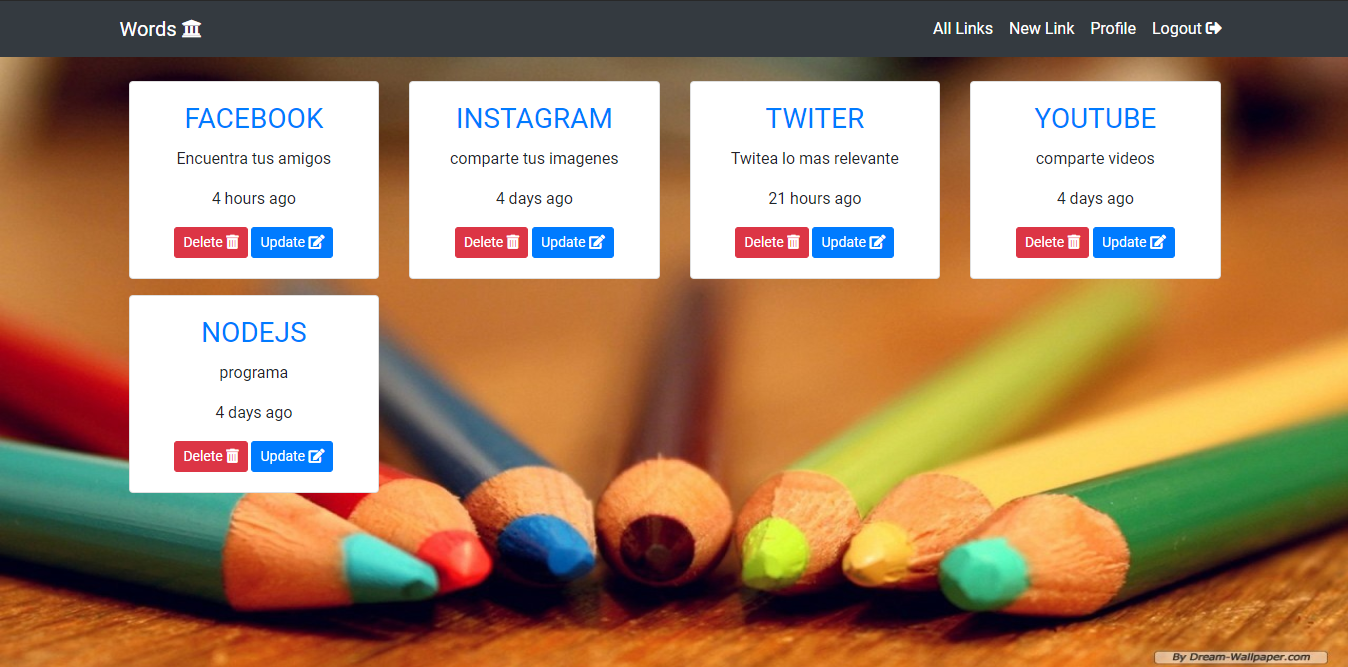 Words
All Links New Link Profile Logout
FACEBOOK
Encuentra tus amigos
4 hours ago
Delete Update
INSTAGRAM
comparte tus imagenes
4 days ago
Delete Update
TWITER
Twitea lo mas relevante
21 hours ago
Delete Update
YOUTUBE
comparte videos
4 days ago
Delete Update
NODEJS
programa
4 days ago
Delete Update
By Dream-Wallpaper.com